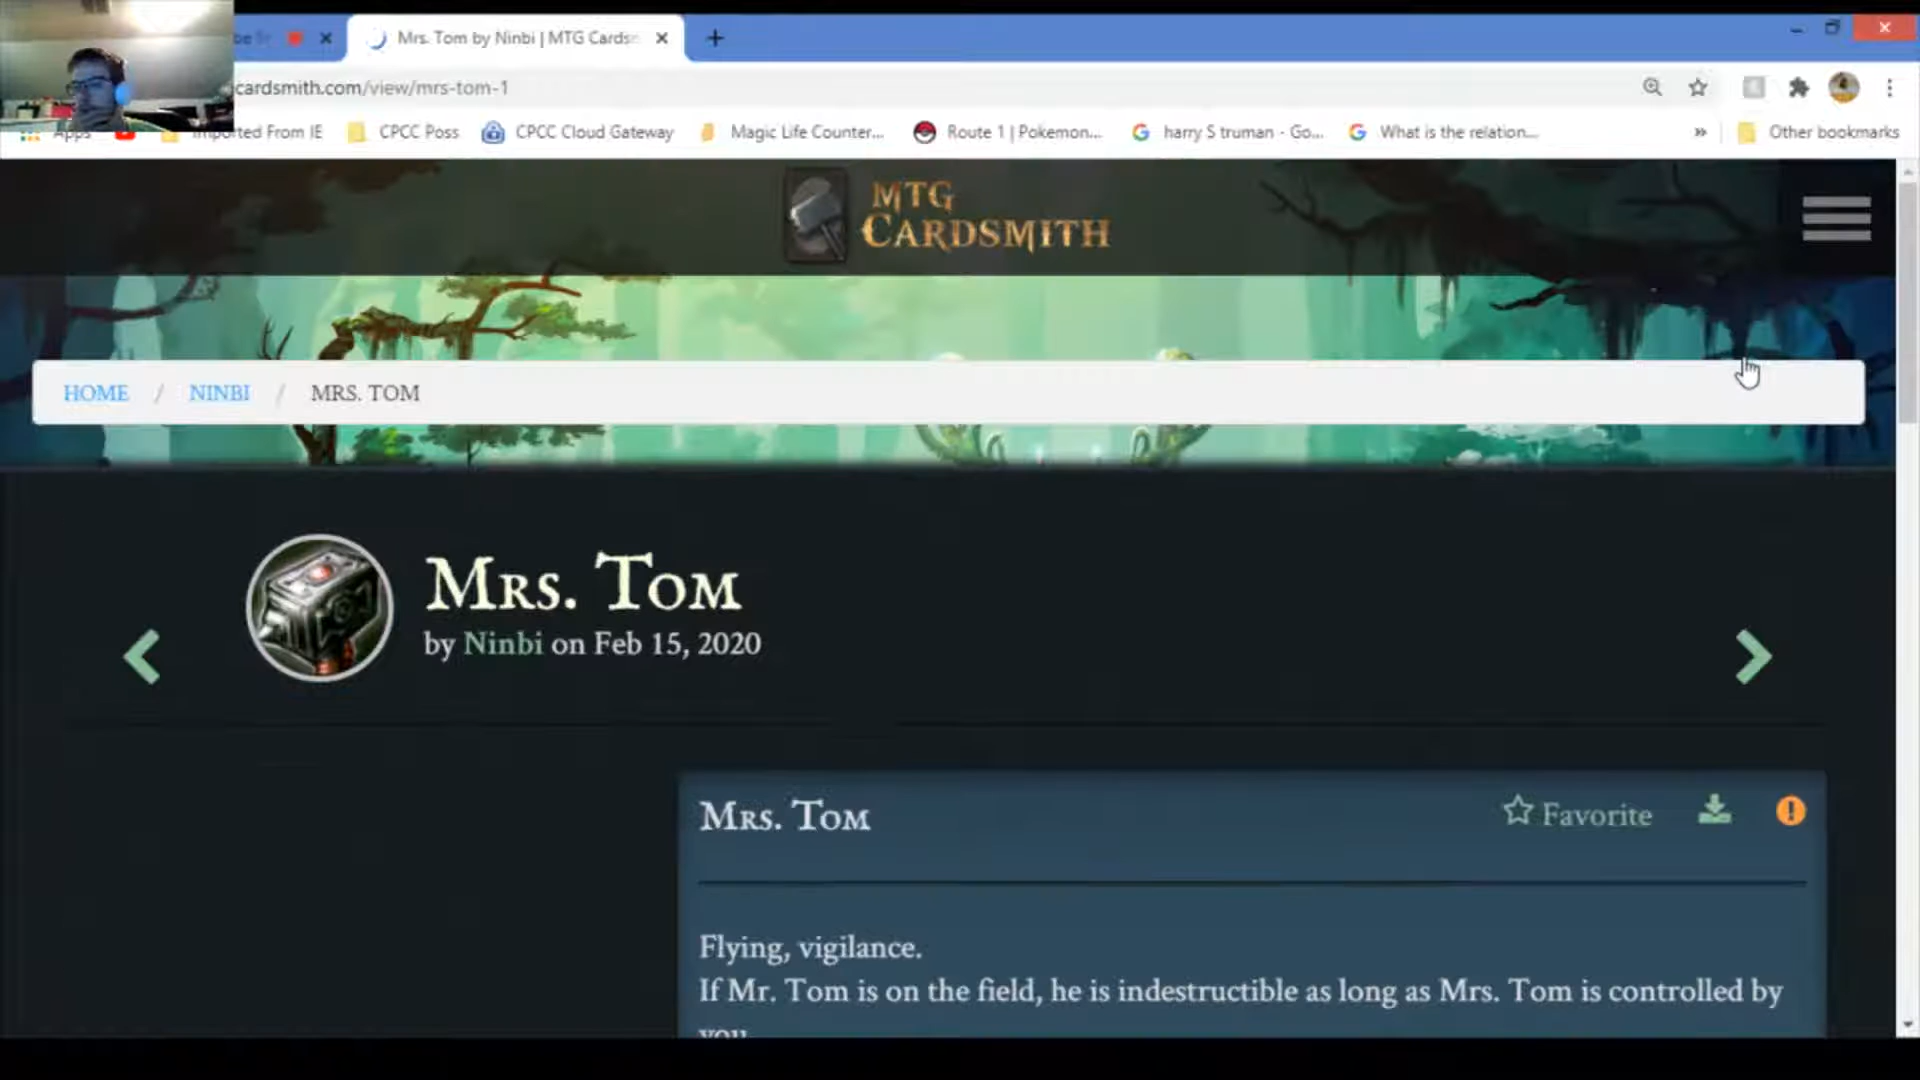 Mrs. Tom by Ninbi | MTG Cards
cardsmith.com/view/mrs-tom-1
Apps
Imported From IE
CPCC Poss
CPCC Cloud Gateway
Magic Life Counter...
Route 1 | Pokemon...
harry S truman - Go...
What is the relation...
»
Other bookmarks
MTG
CARDSMITH
HOME / NINBI / MRS. TOM
Mrs. Tom
by Ninbi on Feb 15, 2020
Mrs. Tom
Favorite
Flying, vigilance.
If Mr. Tom is on the field, he is indestructible as long as Mrs. Tom is controlled by
you